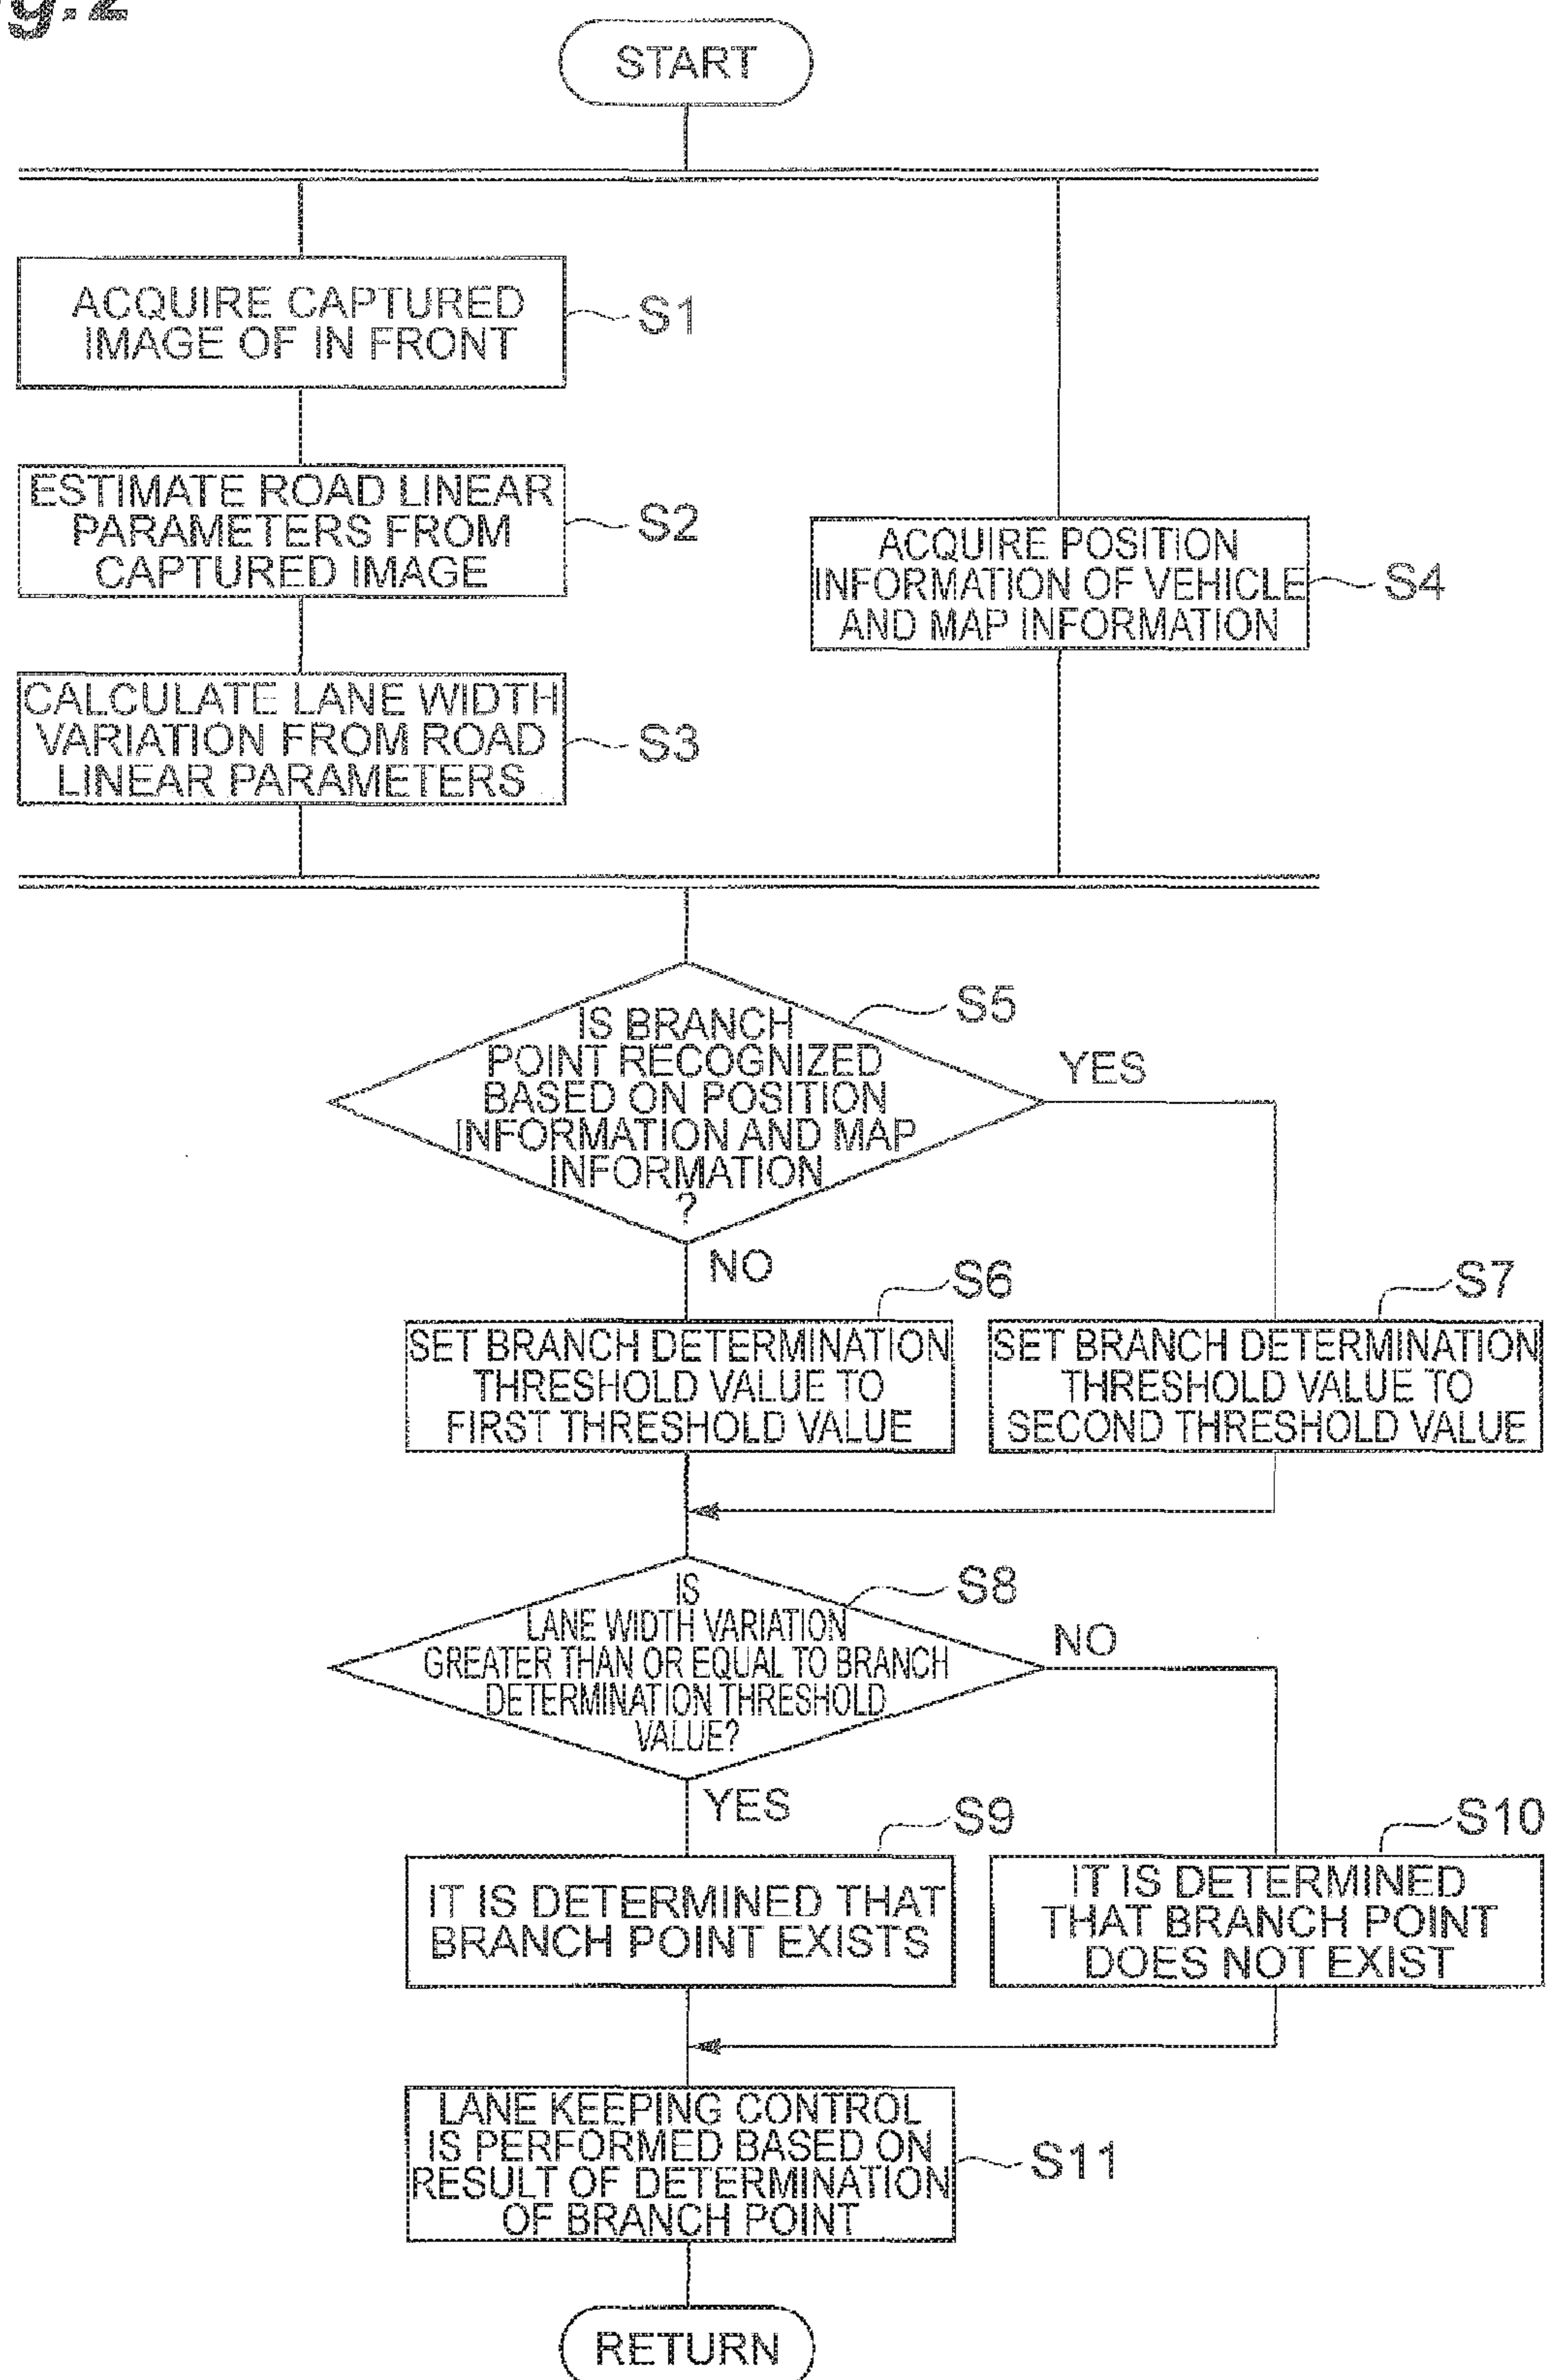 START
ACQUIRE CAPTURED
IMAGE OF IN FRONT
S1
ESTIMATE ROAD LINEAR
PARAMETERS FROM
CAPTURED IMAGE
S2
ACQUIRE POSITION
INFORMATION OF VEHICLE
AND MAP INFORMATION
S4
CALCULATE LANE WIDTH
VARIATION FROM ROAD
LINEAR PARAMETERS
S3
IS BRANCH
POINT RECOGNIZED
BASED ON POSITION
INFORMATION AND MAP
INFORMATION
?
S5
YES
NO
SET BRANCH DETERMINATION
THRESHOLD VALUE TO
FIRST THRESHOLD VALUE
S6
SET BRANCH DETERMINATION
THRESHOLD VALUE TO
SECOND THRESHOLD VALUE
S7
IS
LANE WIDTH VARIATION
GREATER THAN OR EQUAL TO BRANCH
DETERMINATION THRESHOLD
VALUE?
S8
NO
YES
IT IS DETERMINED THAT
BRANCH POINT EXISTS
S9
IT IS DETERMINED
THAT BRANCH POINT
DOES NOT EXIST
S10
LANE KEEPING CONTROL
IS PERFORMED BASED ON
RESULT OF DETERMINATION
OF BRANCH POINT
S11
RETURN